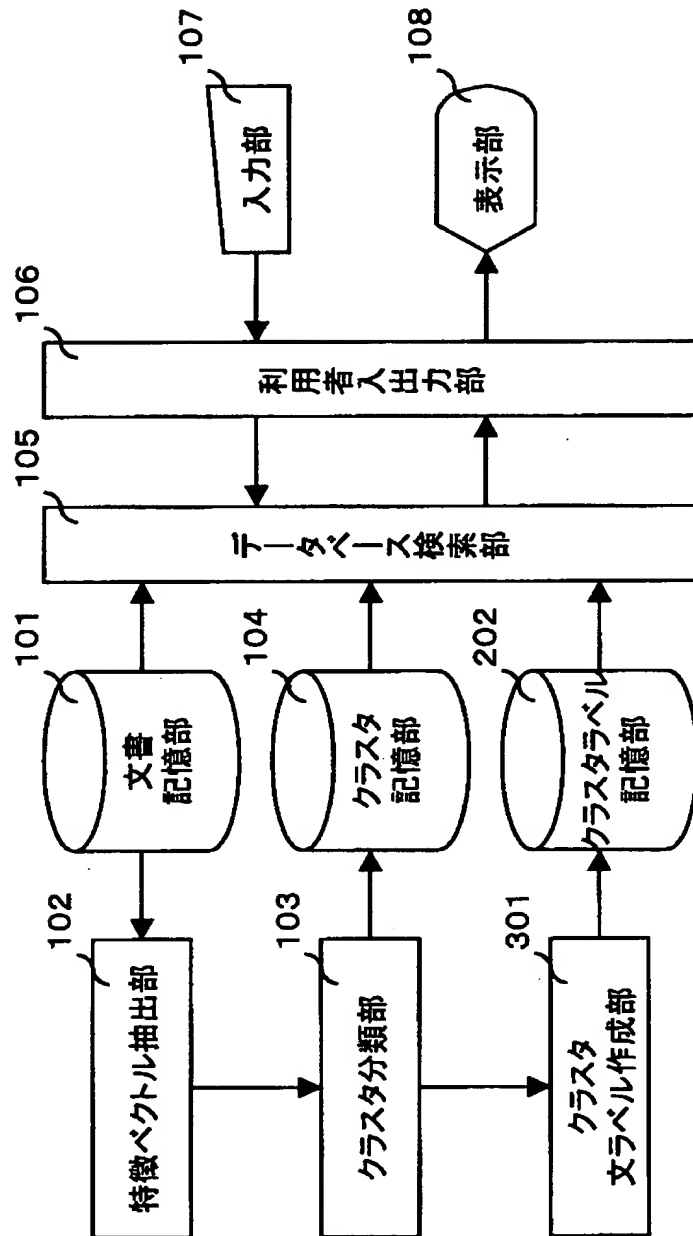 102
特徴ベクトル抽出部
101
文書
記憶部
103
クラスタ分類部
104
クラスタ
記憶部
301
クラスタ
文ラベル作成部
202
クラスタラベル
記憶部
105
データベース検索部
106
利用者入出力部
107
入力部
108
表示部